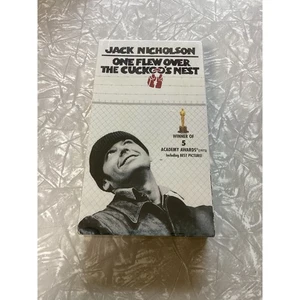 JACK NICHOLSON
ONE FLEW OVER
THE CUCKOO'S NEST
WINNER OF
5
ACADEMY AWARDS
including BEST PICTURE!